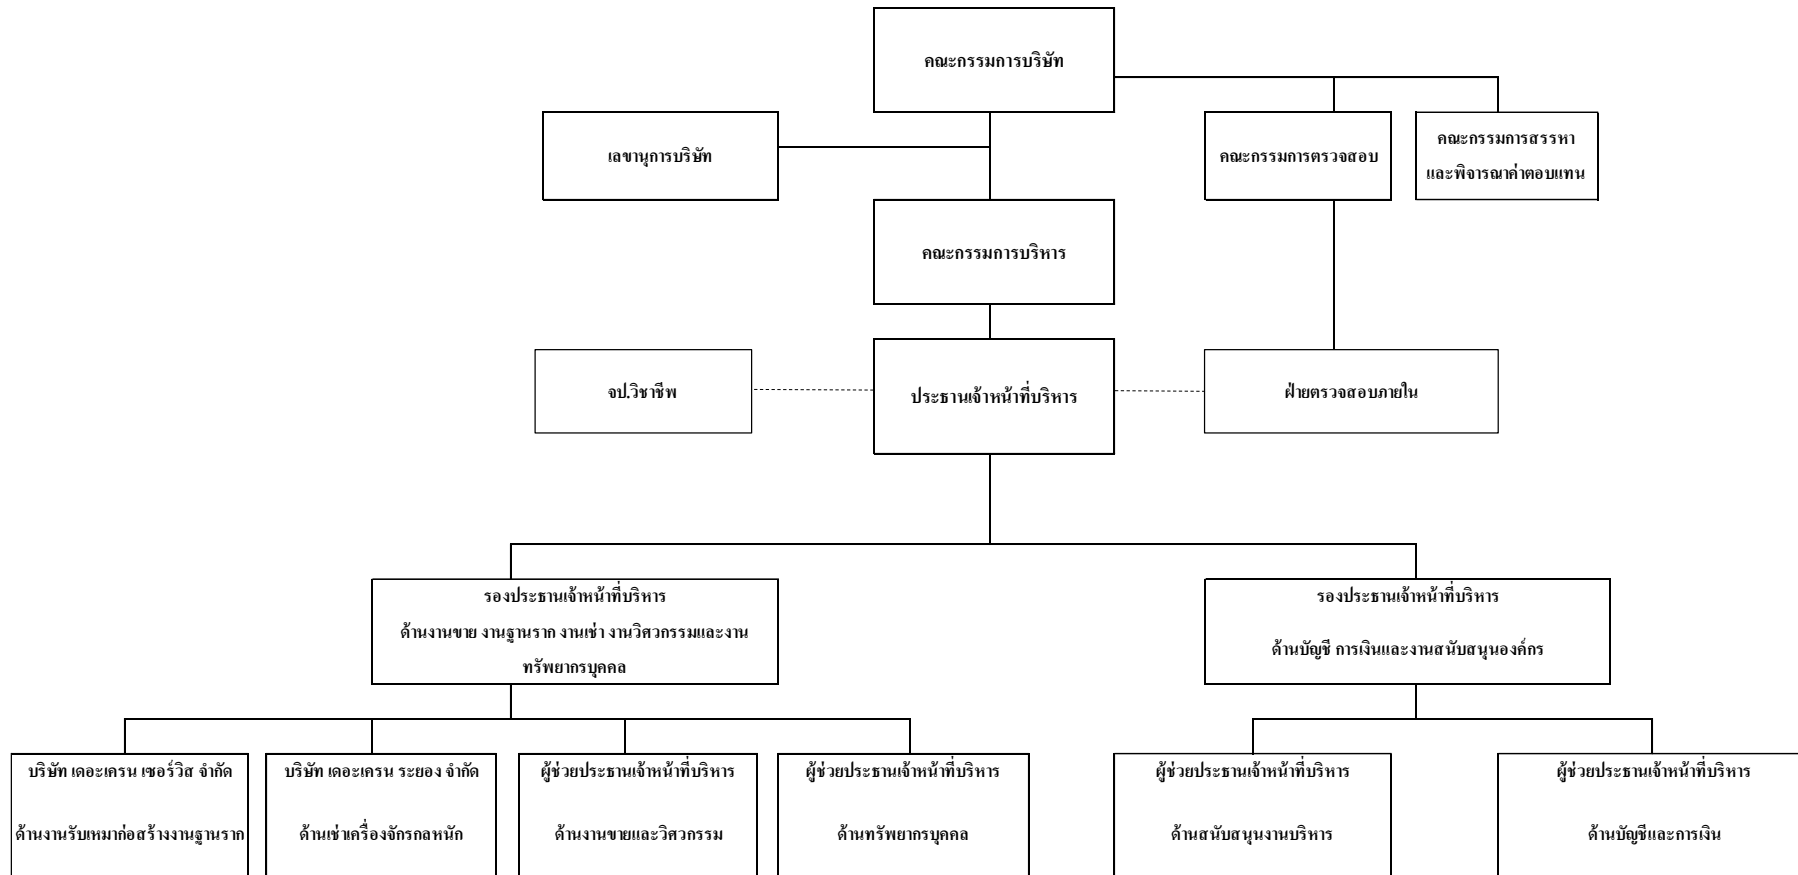 คณะกรรมการบริษัท
เลขานุการบริษัท
คณะกรรมการตรวจสอบ
คณะกรรมการสรรหา
และพิจารณาค่าตอบแทน
คณะกรรมการบริหาร
จป.วิชาชีพ
ประธานเจ้าหน้าที่บริหาร
ฝ่ายตรวจสอบภายใน
รองประธานเจ้าหน้าที่บริหาร
ด้านงานขาย งานฐานราก งานเช่า งานวิศวกรรมและงาน
ทรัพยากรบุคคล
รองประธานเจ้าหน้าที่บริหาร
ด้านบัญชี การเงินและงานสนับสนุนองค์กร
บริษัท เดอะเครน เซอร์วิส จำกัด
ด้านงานรับเหมาก่อสร้างงานฐานราก
บริษัท เดอะเครน ระยอง จำกัด
ด้านเช่าเครื่องจักรกลหนัก
ผู้ช่วยประธานเจ้าหน้าที่บริหาร
ด้านงานขายและวิศวกรรม
ผู้ช่วยประธานเจ้าหน้าที่บริหาร
ด้านทรัพยากรบุคคล
ผู้ช่วยประธานเจ้าหน้าที่บริหาร
ด้านสนับสนุนงานบริหาร
ผู้ช่วยประธานเจ้าหน้าที่บริหาร
ด้านบัญชีและการเงิน